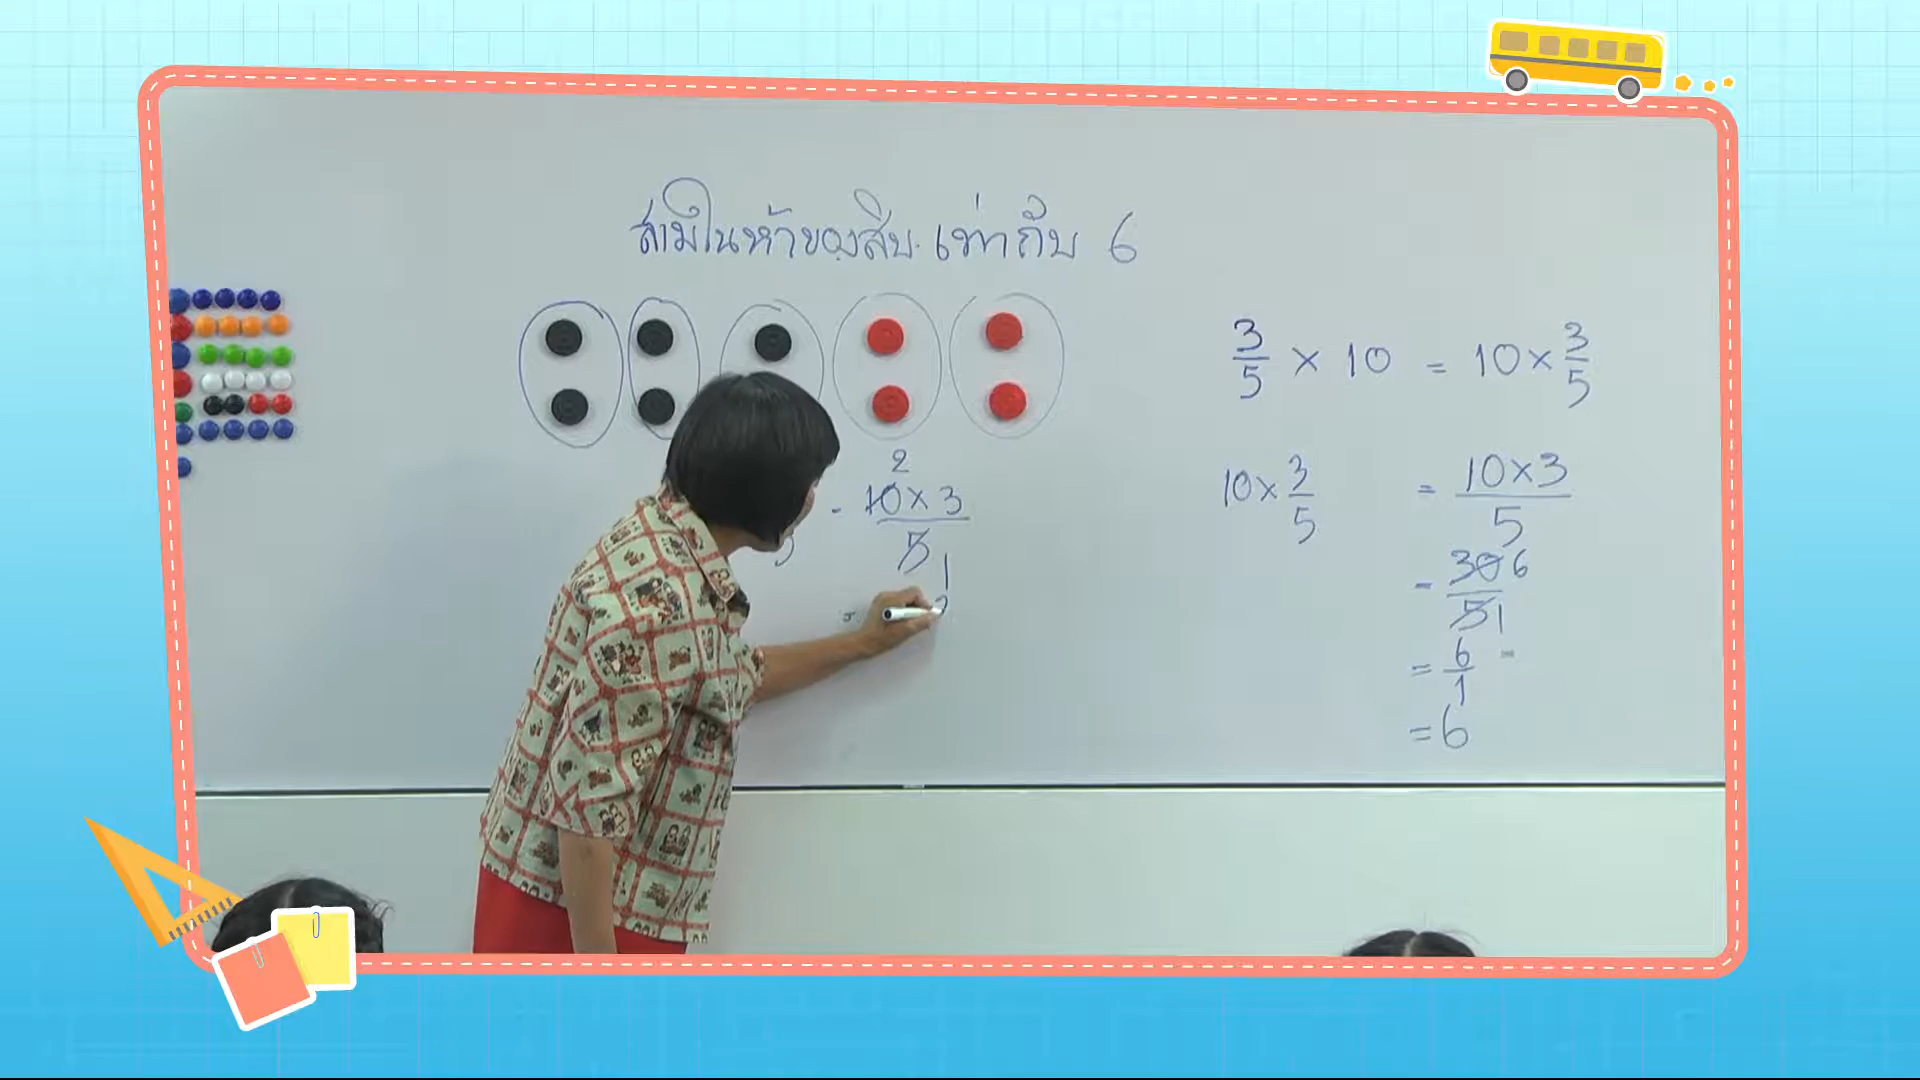 สามในห้าของสิบ เท่ากับ 6
3/5 × 10 = 10 × 3/5
2
= 10 × 3
5
1
10 × 3/5 = 10 × 3 / 5
= 30 6 / 5 1
= 6/1 =
= 6